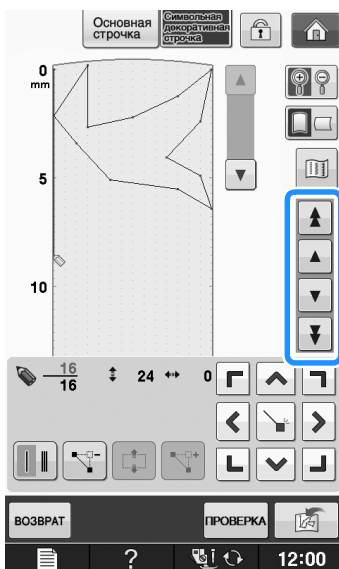 Основная
строчка
Символьная
декоративная
строчка
0
mm
5
10
16
16
24
0
ВОЗВРАТ
ПРОВЕРКА
?
12:00